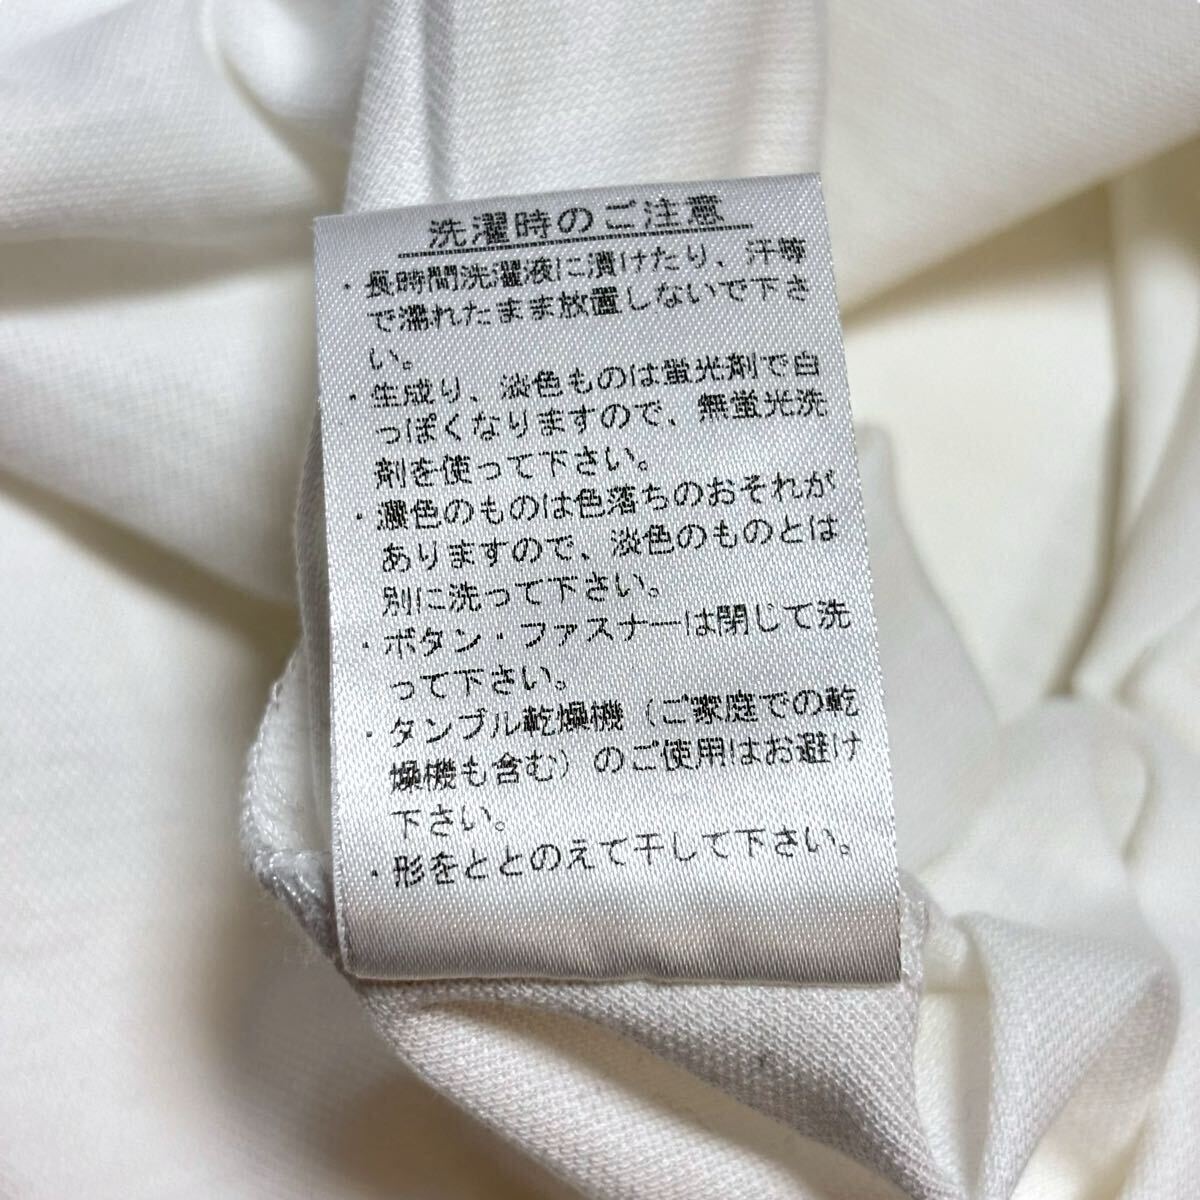 洗濯時のご注意
・長時間洗濯液に漬けたり、汗等
で濡れたまま放置しないで下さ
い。
・生成り、淡色ものは蛍光剤で白
っぽくなりますので、無蛍光洗
剤を使って下さい。
・濃色のものは色落ちのおそれが
ありますので、淡色のものとは
別に洗って下さい。
・ボタン・ファスナーは閉じて洗
って下さい。
・タンブル乾燥機（ご家庭での乾
燥機も含む）のご使用はお避け
下さい。
・形をととのえて干して下さい。